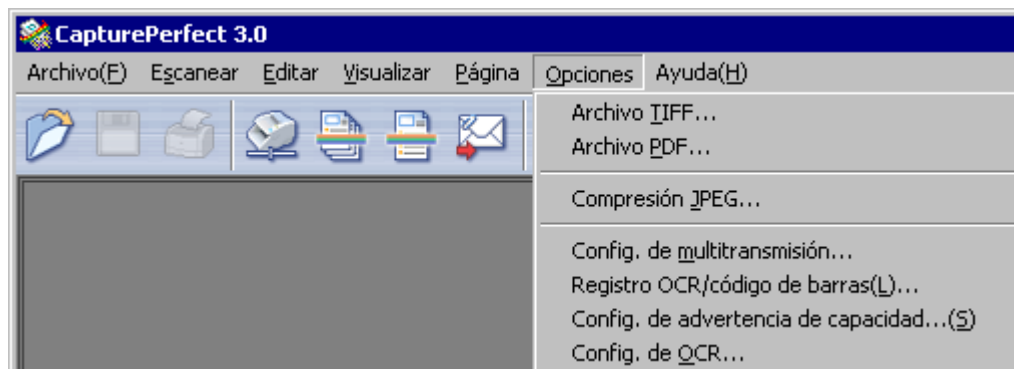 CapturePerfect 3.0
Archivo(F) Escanear Editar Visualizar Página Opciones Ayuda(H)
Archivo TIFF...
Archivo PDF...
Compresión JPEG...
Config. de multitransmisión...
Registro OCR/código de barras(L)...
Config. de advertencia de capacidad...(S)
Config. de OCR...